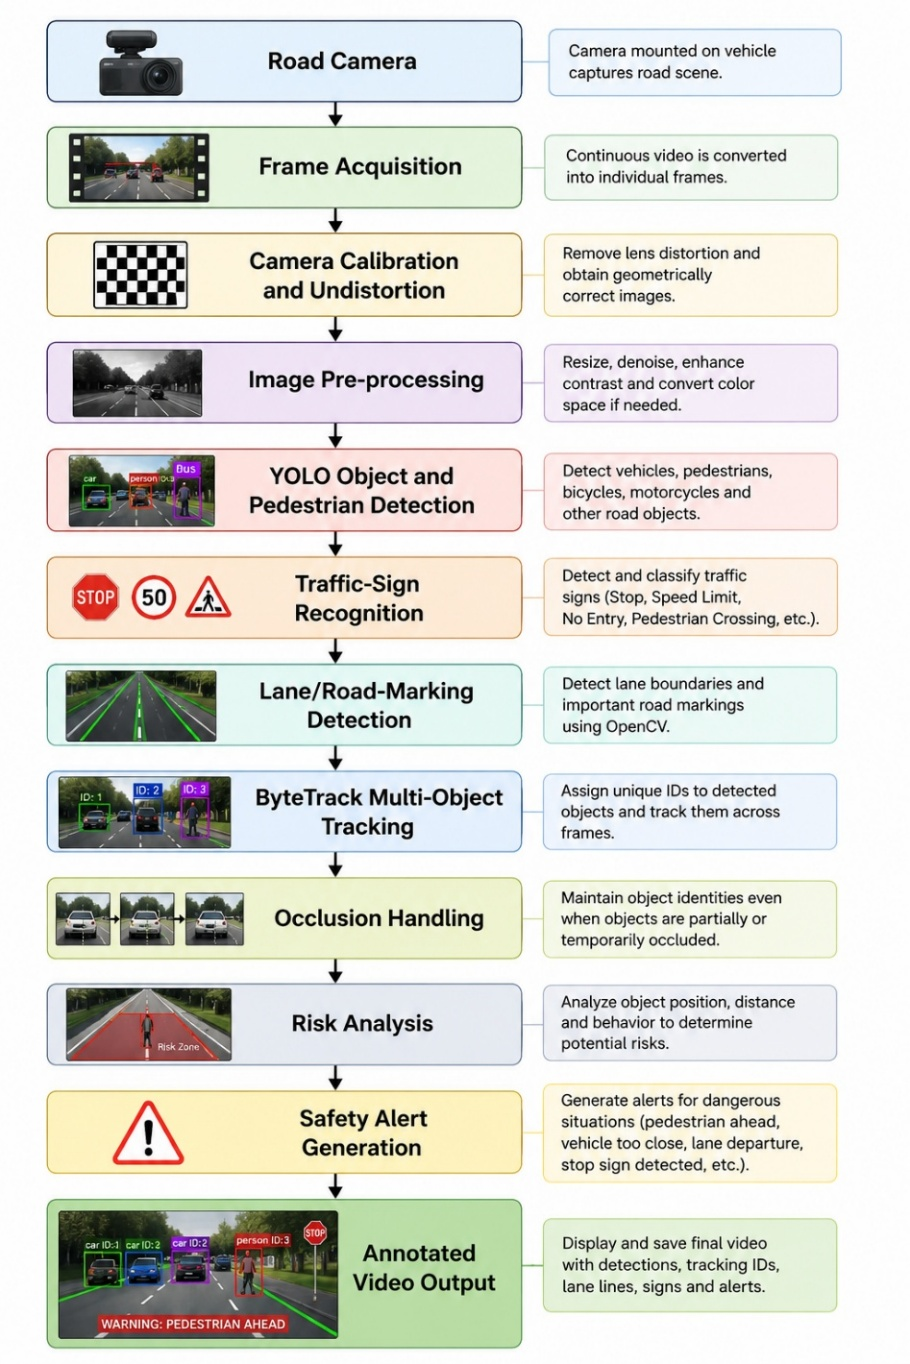 Road Camera
Camera mounted on vehicle
captures road scene.
Frame Acquisition
Continuous video is converted
into individual frames.
Camera Calibration
and Undistortion
Remove lens distortion and
obtain geometrically
correct images.
Image Pre-processing
Resize, denoise, enhance
contrast and convert color
space if needed.
car
person
Bus
YOLO Object and
Pedestrian Detection
Detect vehicles, pedestrians,
bicycles, motorcycles and
other road objects.
STOP
50
Traffic-Sign
Recognition
Detect and classify traffic
signs (Stop, Speed Limit,
No Entry, Pedestrian Crossing, etc.).
Lane/Road-Marking
Detection
Detect lane boundaries and
important road markings
using OpenCV.
ID: 1
ID: 2
ID: 3
ByteTrack Multi-Object
Tracking
Assign unique IDs to detected
objects and track them across
frames.
Occlusion Handling
Maintain object identities even
when objects are partially or
temporarily occluded.
Risk Zone
Risk Analysis
Analyze object position, distance
and behavior to determine
potential risks.
Safety Alert
Generation
Generate alerts for dangerous
situations (pedestrian ahead,
vehicle too close, lane departure,
stop sign detected, etc.).
car ID:1
car ID:2
car ID:2
person ID:3
STOP
WARNING: PEDESTRIAN AHEAD
Annotated
Video Output
Display and save final video
with detections, tracking IDs,
lane lines, signs and alerts.